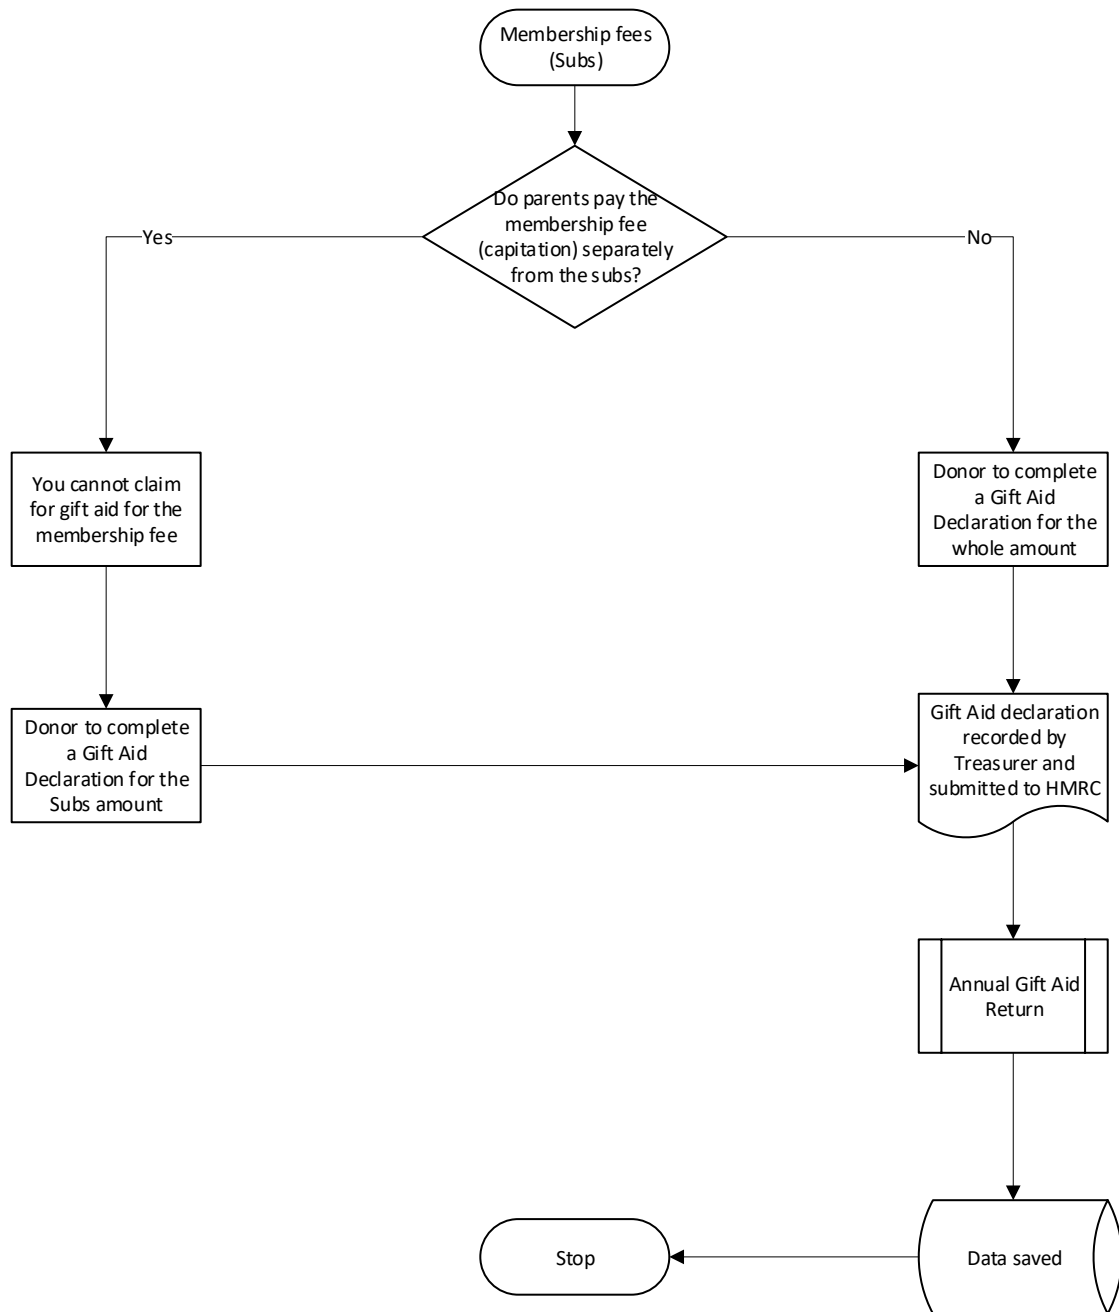 Membership fees
(Subs)
Do parents pay the
membership fee
(capitation) separately
from the subs?
Yes
No
You cannot claim
for gift aid for the
membership fee
Donor to complete
a Gift Aid
Declaration for the
whole amount
Donor to complete
a Gift Aid
Declaration for the
Subs amount
Gift Aid declaration
recorded by
Treasurer and
submitted to HMRC
Annual Gift Aid
Return
Stop
Data saved